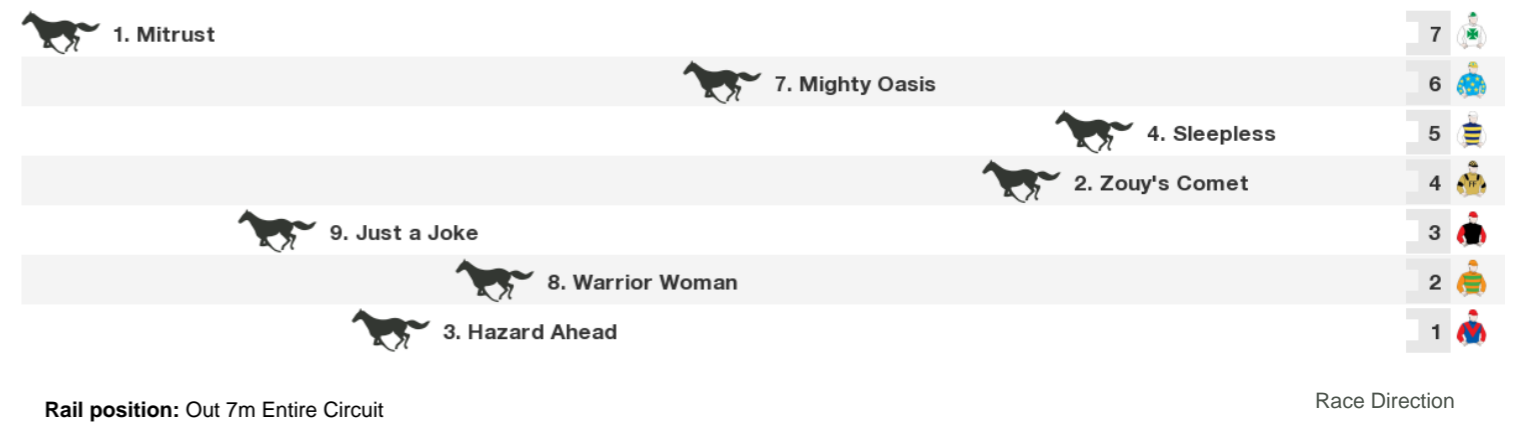 1. Mitrust 7
7. Mighty Oasis 6
4. Sleepless 5
2. Zouy's Comet 4
9. Just a Joke 3
8. Warrior Woman 2
3. Hazard Ahead 1
Rail position: Out 7m Entire Circuit
Race Direction